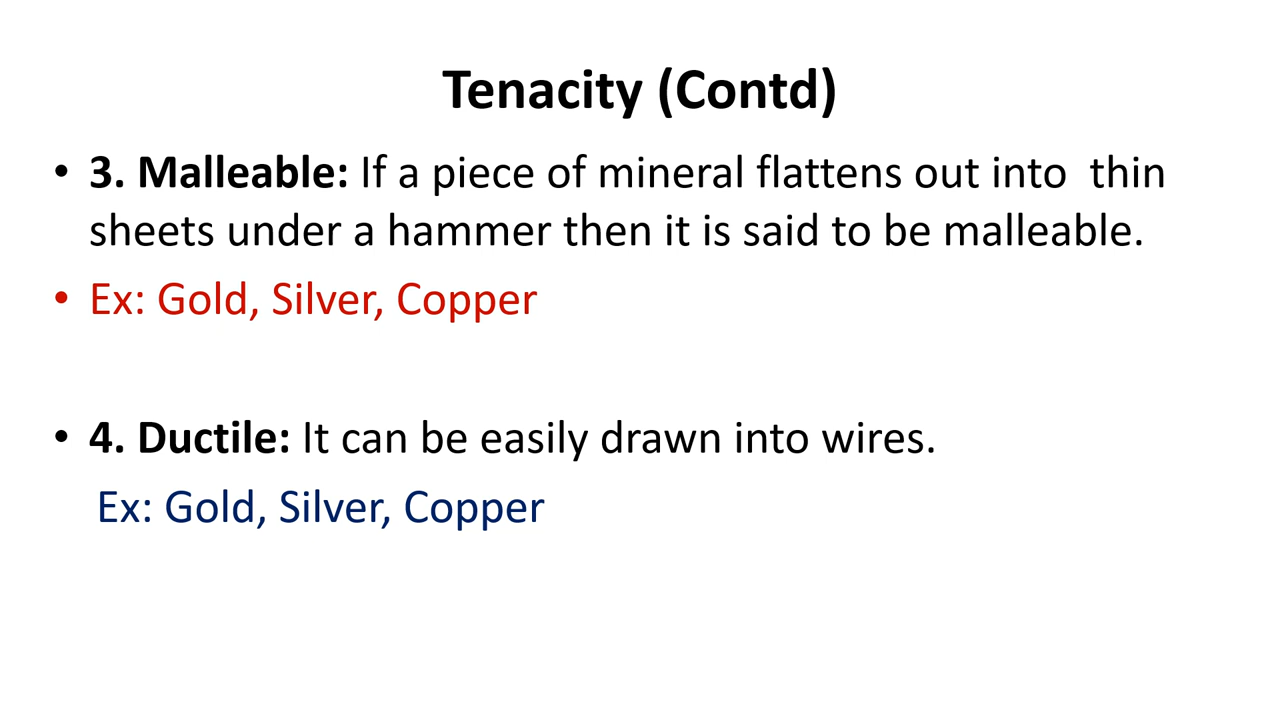 Tenacity (Contd)
• 3. Malleable: If a piece of mineral flattens out into  thin
sheets under a hammer then it is said to be malleable.
• Ex: Gold, Silver, Copper
• 4. Ductile: It can be easily drawn into wires.
Ex: Gold, Silver, Copper